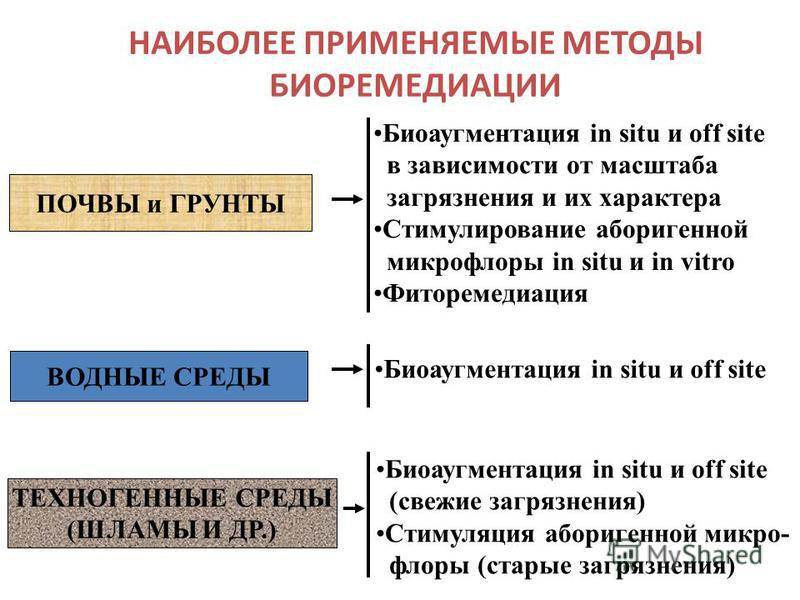 НАИБОЛЕЕ ПРИМЕНЯЕМЫЕ МЕТОДЫ
БИОРЕМЕДИАЦИИ
ПОЧВЫ и ГРУНТЫ
•Биоаугментация in situ и off site
в зависимости от масштаба
загрязнения и их характера
•Стимулирование аборигенной
микрофлоры in situ и in vitro
•Фиторемедиация
ВОДНЫЕ СРЕДЫ
•Биоаугментация in situ и off site
ТЕХНОГЕННЫЕ СРЕДЫ
(ШЛАМЫ И ДР.)
•Биоаугментация in situ и off site
(свежие загрязнения)
•Стимуляция аборигенной микро-
флоры (старые загрязнения)
MyShared